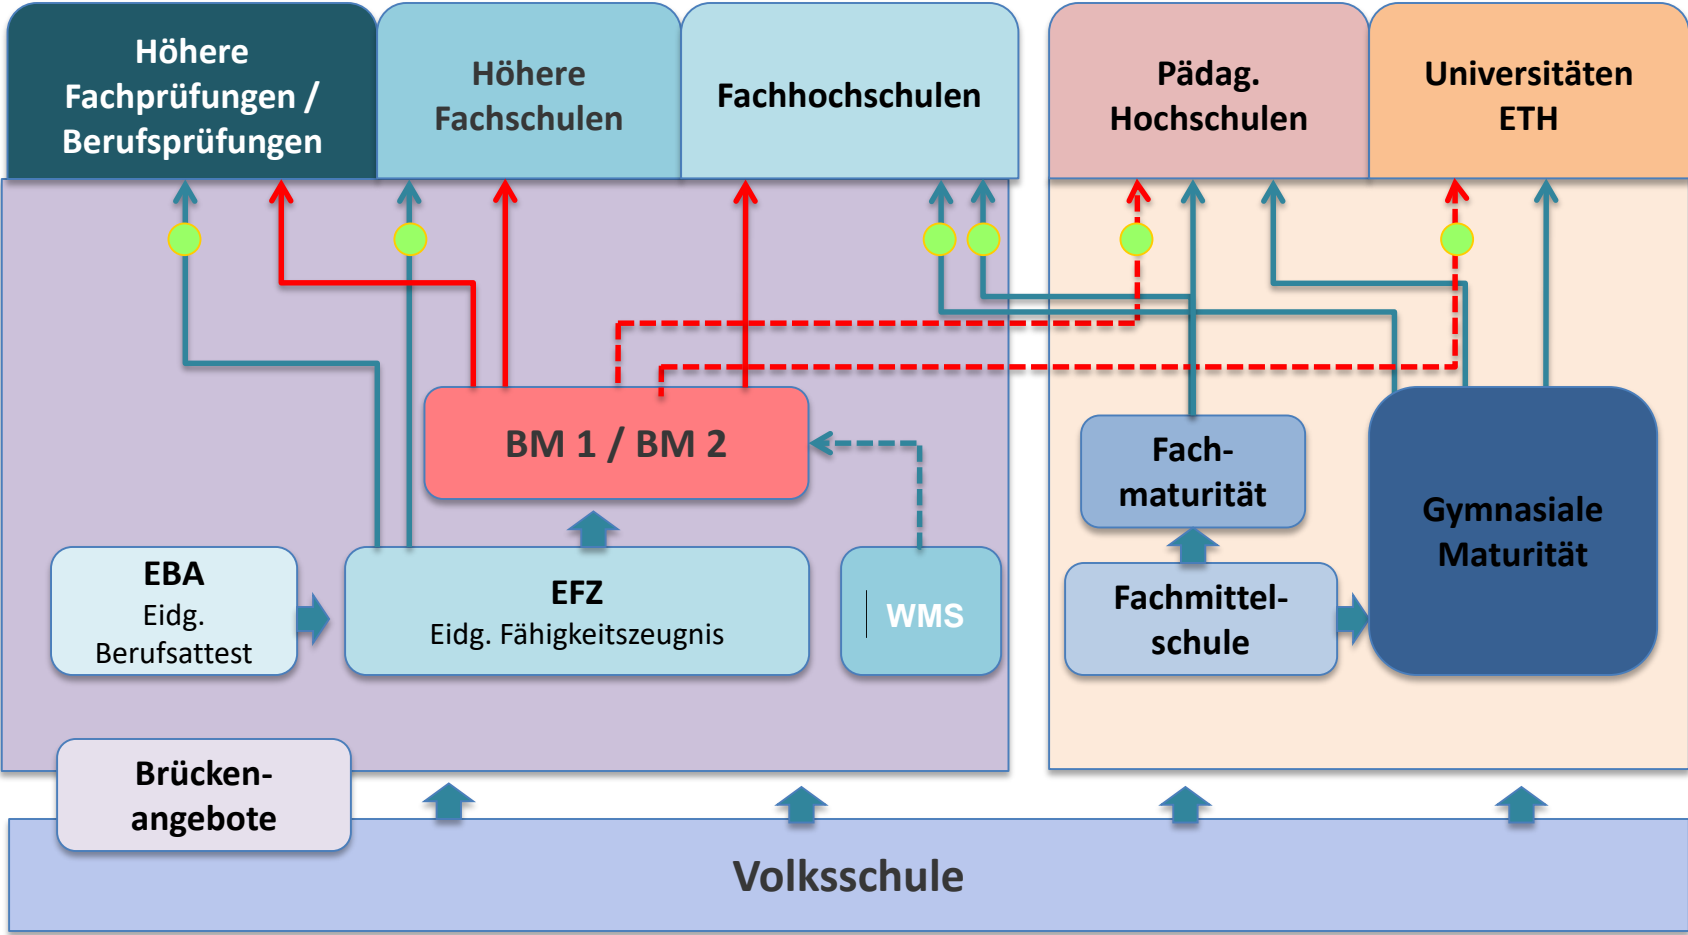 Höhere
Fachprüfungen /
Berufsprüfungen
Höhere
Fachschulen
Fachhochschulen
Pädag.
Hochschulen
Universitäten
ETH
BM 1 / BM 2
Fach-
maturität
Gymnasiale
Maturität
EBA
Eidg.
Berufsattest
EFZ
Eidg. Fähigkeitszeugnis
WMS
Fachmittel-
schule
Brücken-
angebote
Volksschule